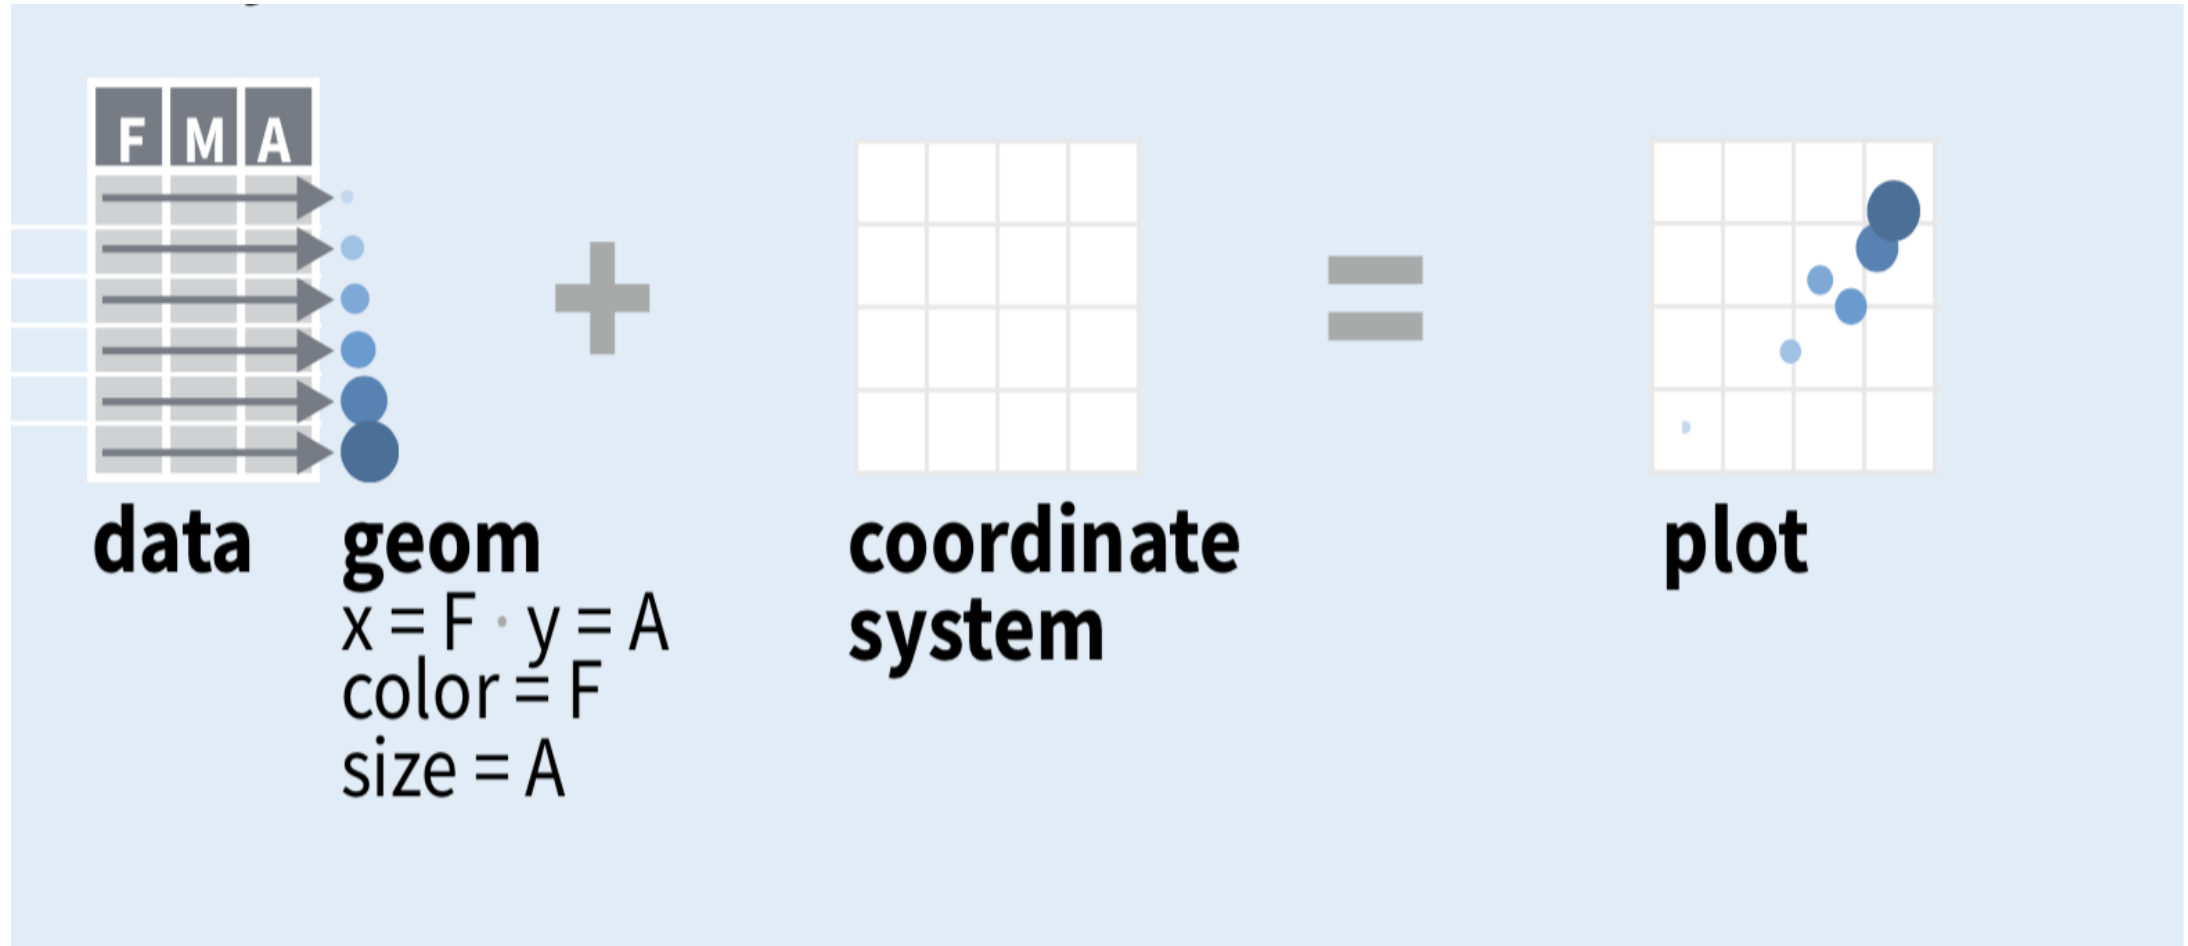 F M A
data
geom
x = F · y = A
color = F
size = A
coordinate
system
plot